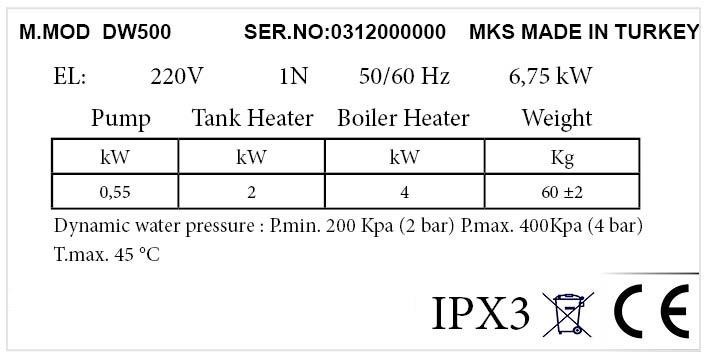 M.MOD DW500 SER.NO:0312000000 MKS MADE IN TURKEY
EL: 220V 1N 50/60 Hz 6,75 kW
Pump Tank Heater Boiler Heater Weight
kW kW kW Kg
0,55 2 4 60 ±2
Dynamic water pressure : P.min. 200 Kpa (2 bar) P.max. 400Kpa (4 bar)
T.max. 45 °C
IPX3 CE